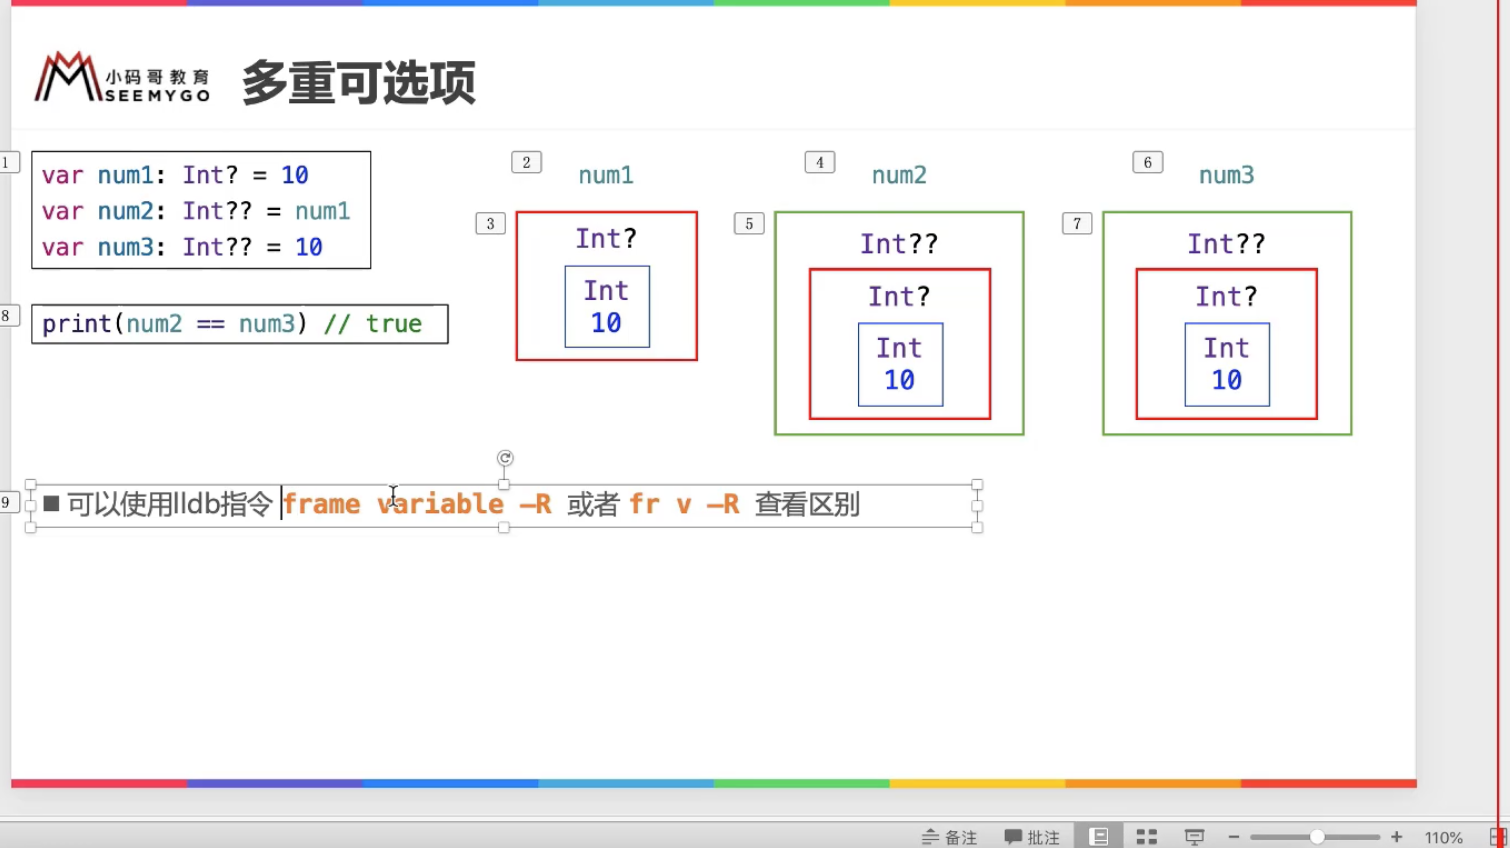 小码哥教育
SEEMYGO
多重可选项
1
var num1: Int? = 10
var num2: Int?? = num1
var num3: Int?? = 10
8
print(num2 == num3) // true
2
num1
3
Int?
Int
10
4
num2
5
Int??
Int?
Int
10
6
num3
7
Int??
Int?
Int
10
9
■ 可以使用lldb指令 frame variable –R 或者 fr v –R 查看区别
备注 批注 110%